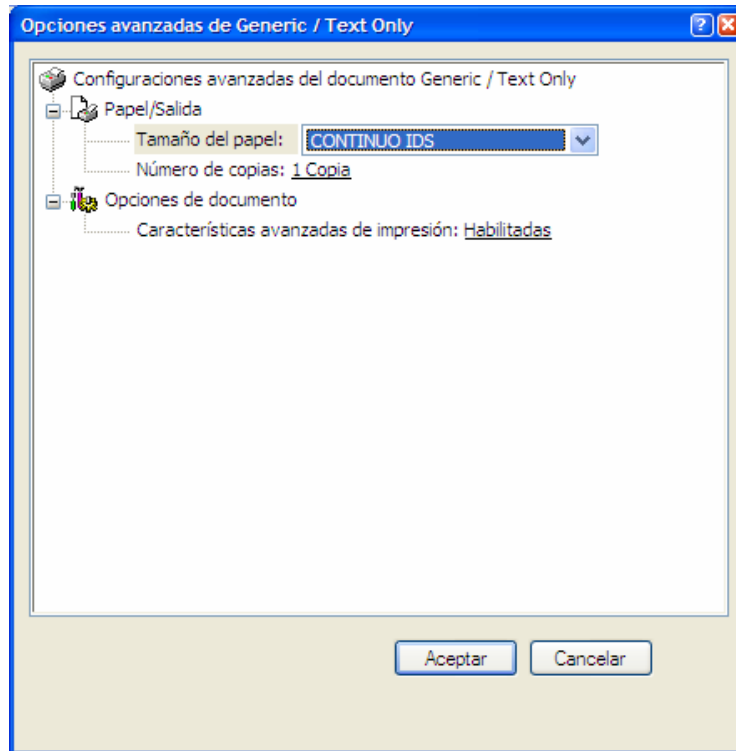 Opciones avanzadas de Generic / Text Only
Configuraciones avanzadas del documento Generic / Text Only
Papel/Salida
Tamaño del papel: CONTINUO IDS
Número de copias: 1 Copia
Opciones de documento
Características avanzadas de impresión: Habilitadas
Aceptar Cancelar